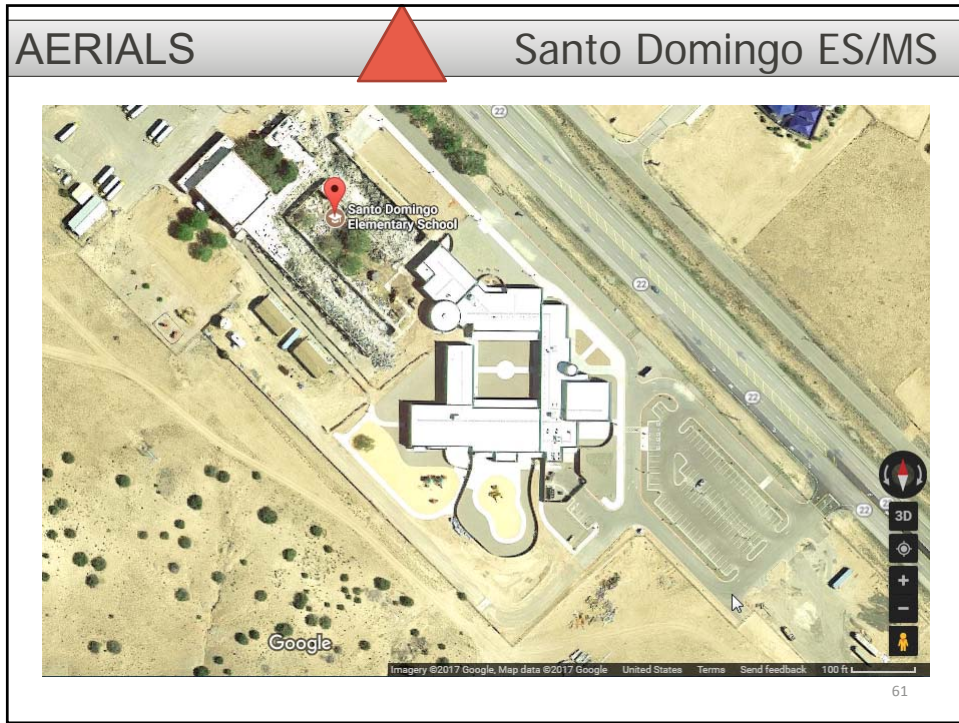 AERIALS Santo Domingo ES/MS
22
Santo Domingo
Elementary School
22
22
22
3D
+
−
Google
Imagery ©2017 Google, Map data ©2017 Google United States Terms Send feedback 100 ft
61